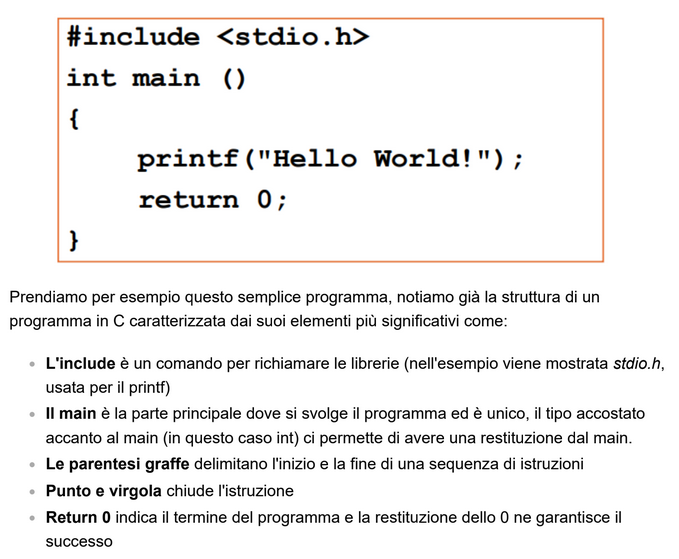 #include <stdio.h>
int main ()
{
printf("Hello World!");
return 0;
}
Prendiamo per esempio questo semplice programma, notiamo già la struttura di un
programma in C caratterizzata dai suoi elementi più significativi come:
L'include è un comando per richiamare le librerie (nell'esempio viene mostrata stdio.h,
usata per il printf)
Il main è la parte principale dove si svolge il programma ed è unico, il tipo accostato
accanto al main (in questo caso int) ci permette di avere una restituzione dal main.
Le parentesi graffe delimitano l'inizio e la fine di una sequenza di istruzioni
Punto e virgola chiude l'istruzione
Return 0 indica il termine del programma e la restituzione dello 0 ne garantisce il
successo